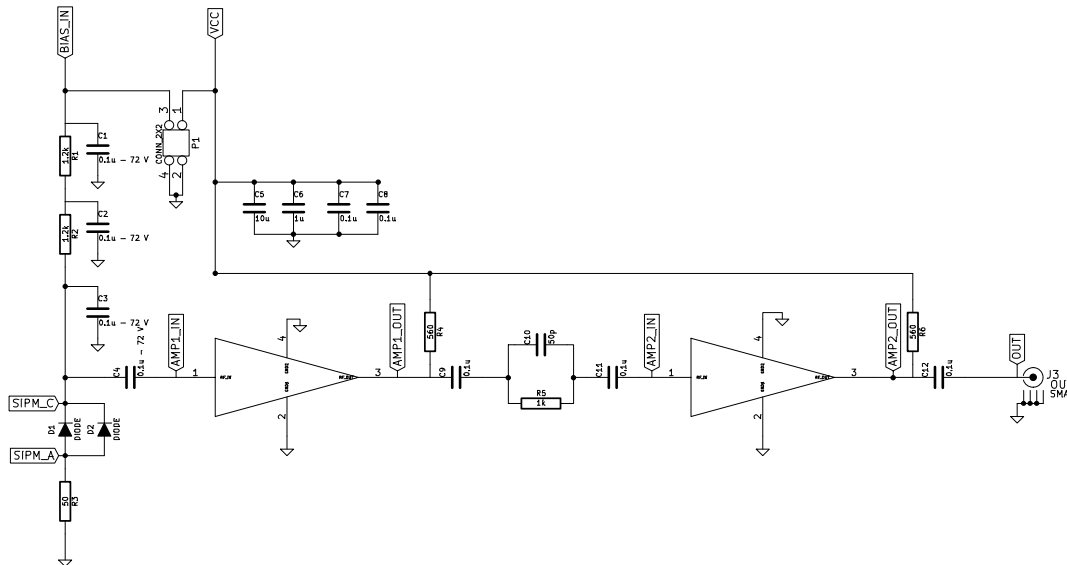 BIAS_IN
VCC
3
1
CONN_2X2
P1
4
2
C1
0.1u - 72 V
1.2k
R1
C5
10u
C6
1u
C7
0.1u
C8
0.1u
C2
0.1u - 72 V
1.2k
R2
C3
0.1u - 72 V
C4
0.1u - 72 V
AMP1_IN
1
4
2
3
AMP1_OUT
560
R4
C9
0.1u
C10
50p
R5
1k
C11
0.1u
AMP2_IN
1
4
2
3
AMP2_OUT
560
R6
C12
0.1u
OUT
J3
OU
SMA
SIPM_C
D1
DIODE
D2
DIODE
SIPM_A
50
R3